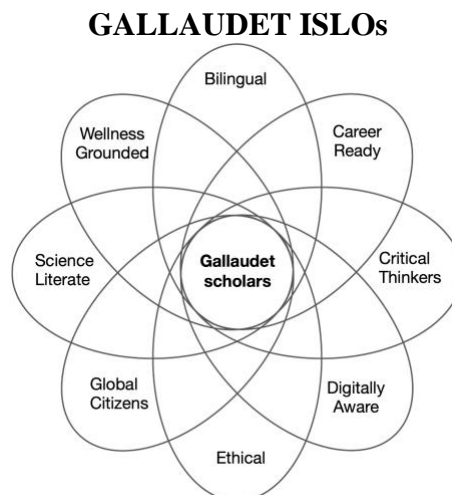 GALLAUDET ISLOs
Bilingual
Wellness
Grounded
Career
Ready
Science
Literate
Gallaudet
scholars
Critical
Thinkers
Global
Citizens
Digitally
Aware
Ethical